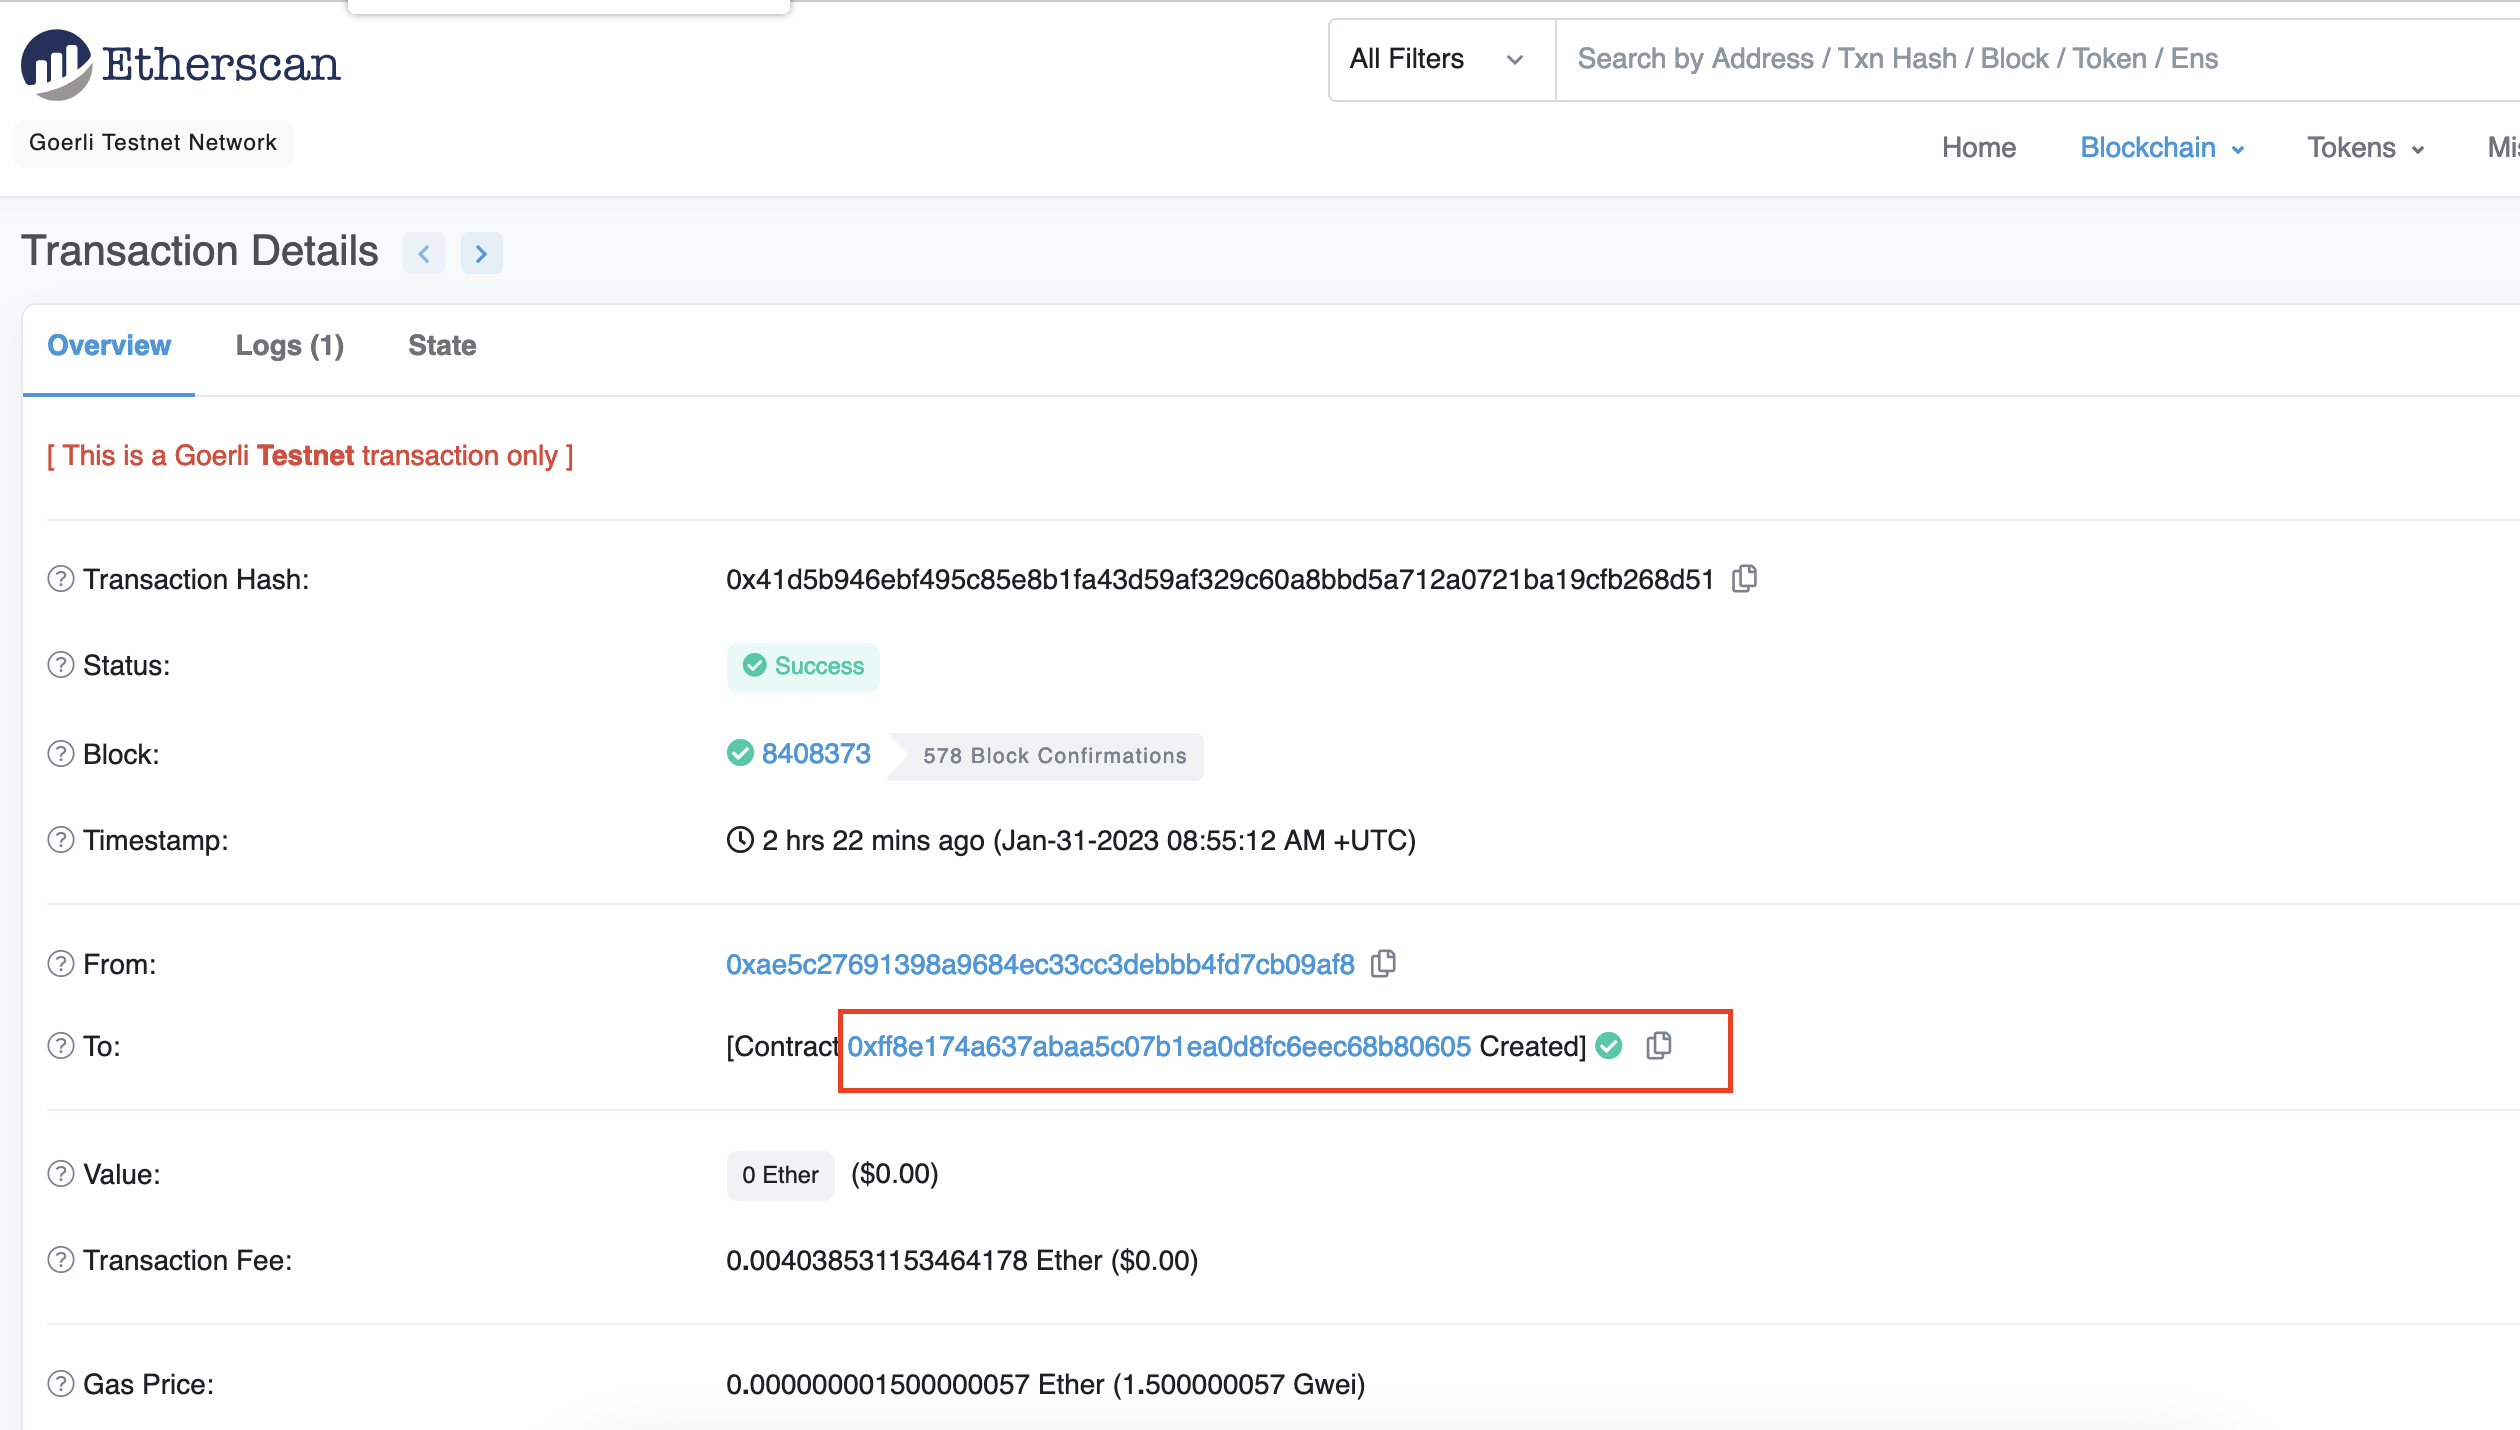 Etherscan
All Filters
Search by Address / Txn Hash / Block / Token / Ens
Goerli Testnet Network
Home
Blockchain
Tokens
Mis
Transaction Details
Overview
Logs (1)
State
[ This is a Goerli Testnet transaction only ]
Transaction Hash:
0x41d5b946ebf495c85e8b1fa43d59af329c60a8bbd5a712a0721ba19cfb268d51
Status:
Success
Block:
8408373
578 Block Confirmations
Timestamp:
2 hrs 22 mins ago (Jan-31-2023 08:55:12 AM +UTC)
From:
0xae5c27691398a9684ec33cc3debbb4fd7cb09af8
To:
[Contract 0xff8e174a637abaa5c07b1ea0d8fc6eec68b80605 Created]
Value:
0 Ether ($0.00)
Transaction Fee:
0.004038531153464178 Ether ($0.00)
Gas Price:
0.000000001500000057 Ether (1.500000057 Gwei)